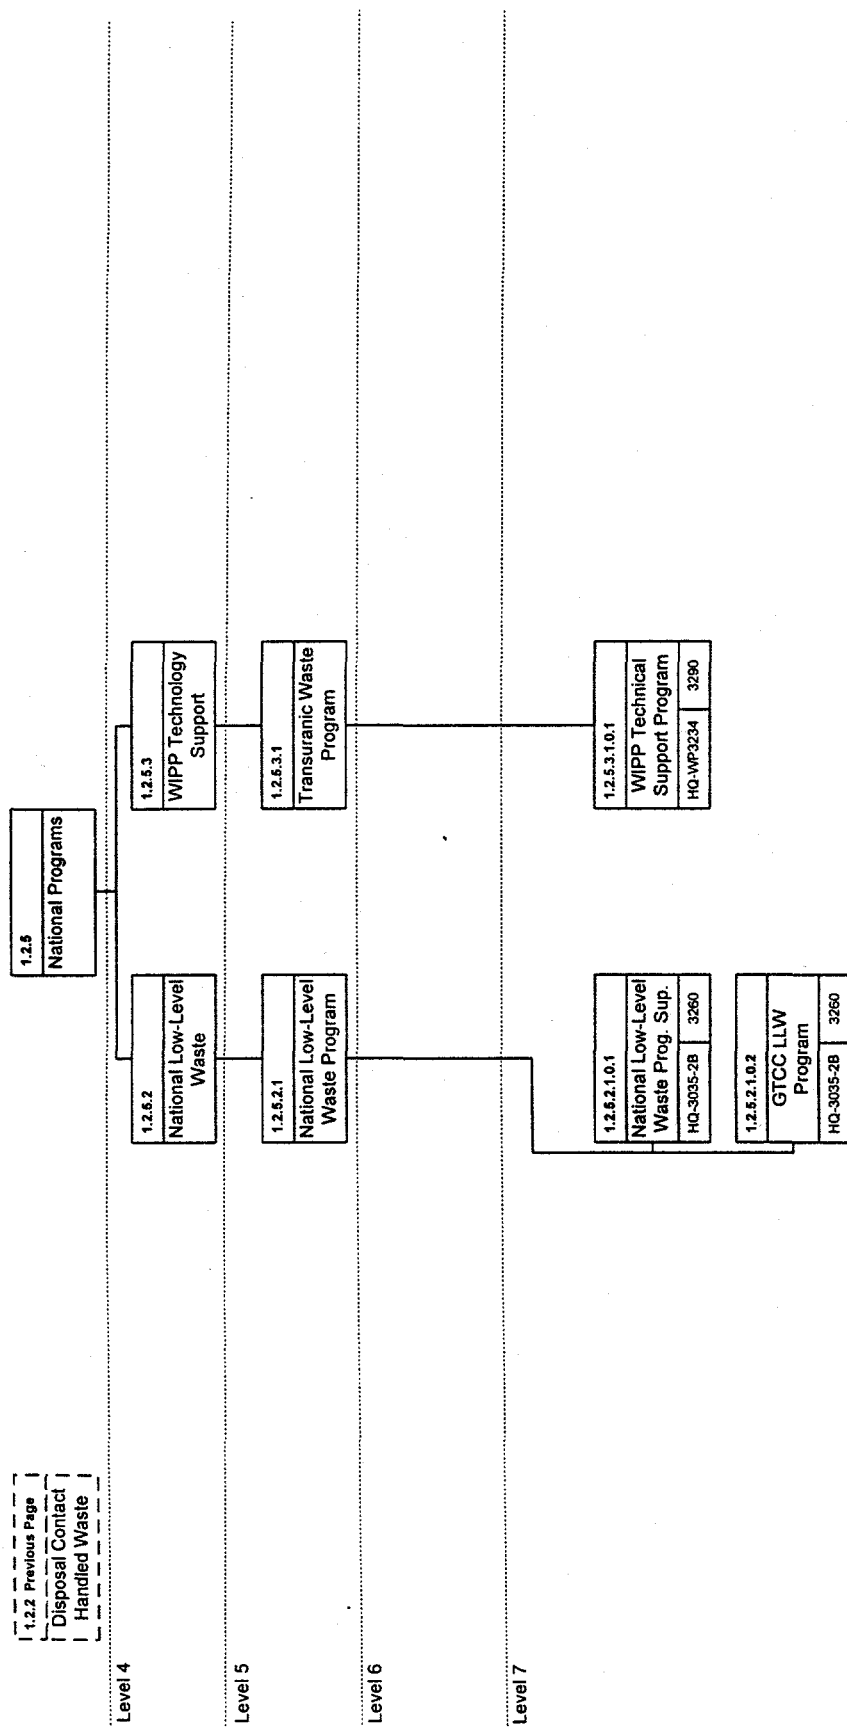 1.2.2 Previous Page
Disposal Contact
Handled Waste
1.2.5
National Programs
Level 4
1.2.5.2
National Low-Level
Waste
1.2.5.3
WIPP Technology
Support
Level 5
1.2.5.2.1
National Low-Level
Waste Program
1.2.5.3.1
Transuranic Waste
Program
Level 6
Level 7
1.2.5.2.1.0.1
National Low-Level
Waste Prog. Sup.
HQ-3035-2B 3260
1.2.5.3.1.0.1
WIPP Technical
Support Program
HQ-WP3234 3290
1.2.5.2.1.0.2
GTCC LLW
Program
HQ-3035-2B 3260